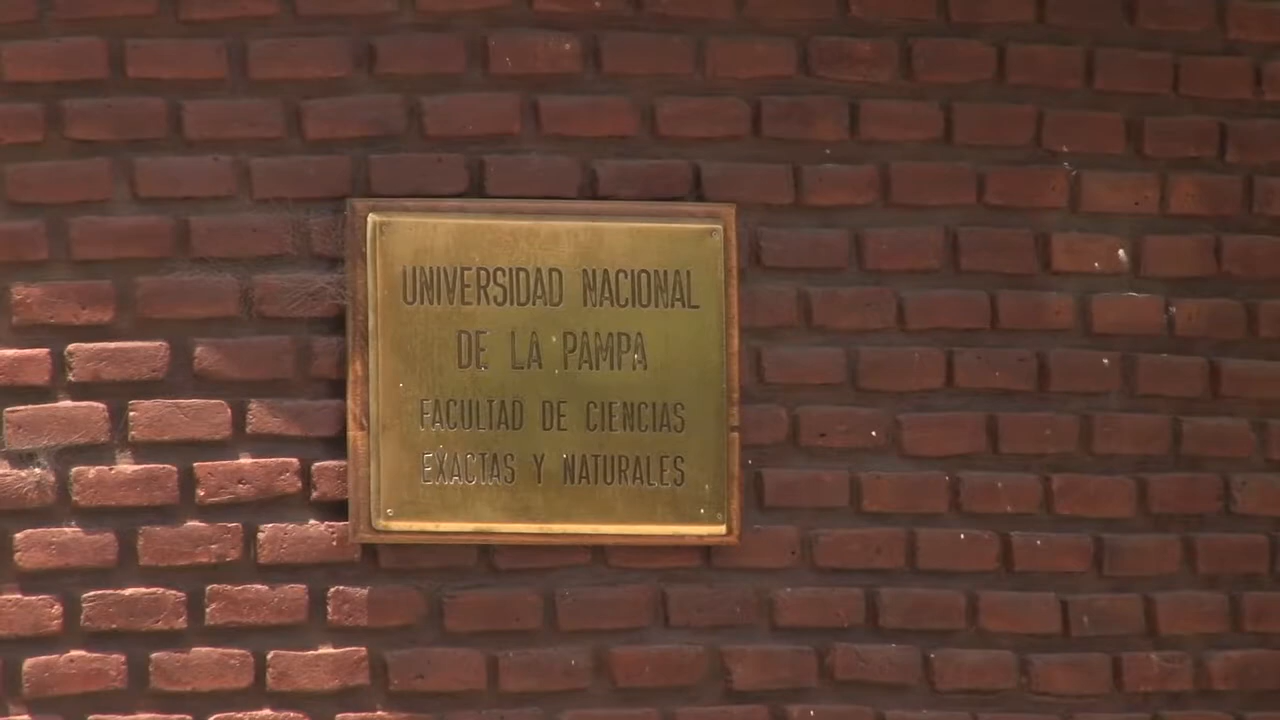 UNIVERSIDAD NACIONAL
DE LA PAMPA
FACULTAD DE CIENCIAS
EXACTAS Y NATURALES